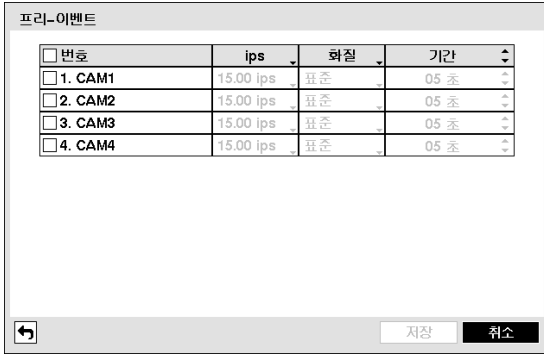 프리-이벤트
번호 ips 화질 기간
1. CAM1 15.00 ips 표준 05 초
2. CAM2 15.00 ips 표준 05 초
3. CAM3 15.00 ips 표준 05 초
4. CAM4 15.00 ips 표준 05 초
저장 취소